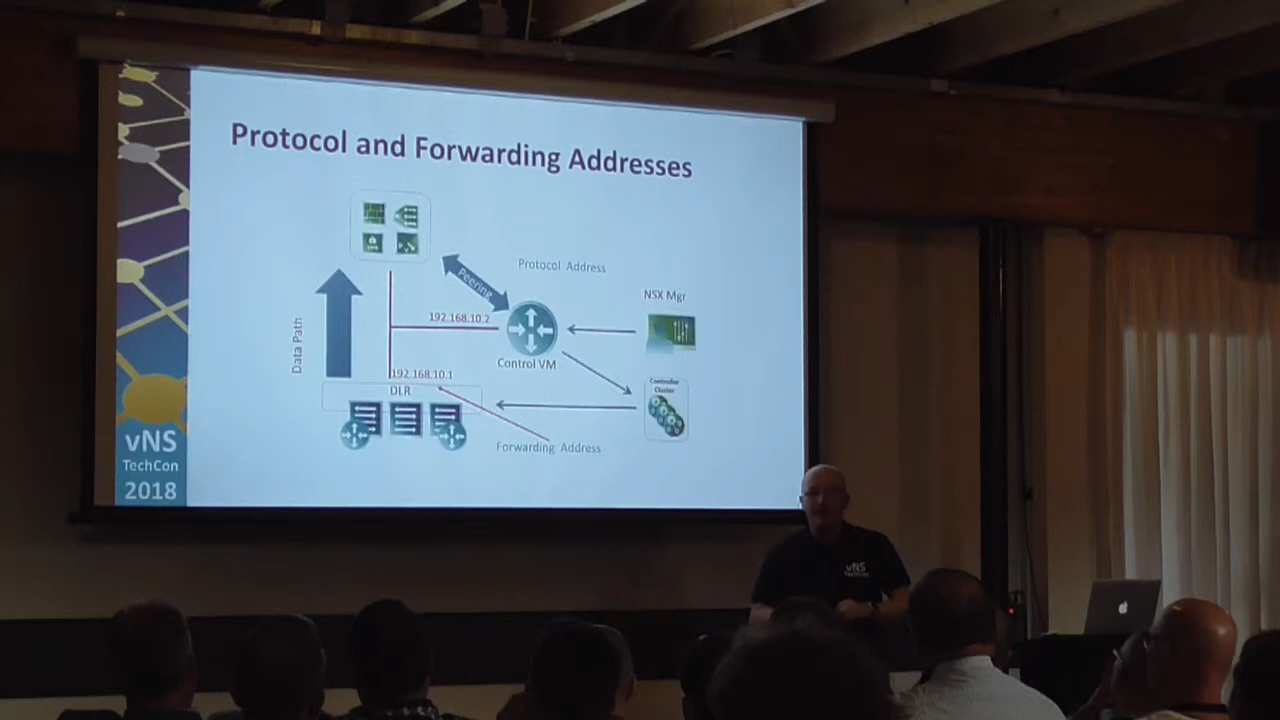 Protocol and Forwarding Addresses
Peering
Protocol Address
NSX Mgr
192.168.10.2
Control VM
Data Path
192.168.10.1
DLR
Controller
Cluster
Forwarding Address
vNS
TechCon
2018
vNS
TechCon